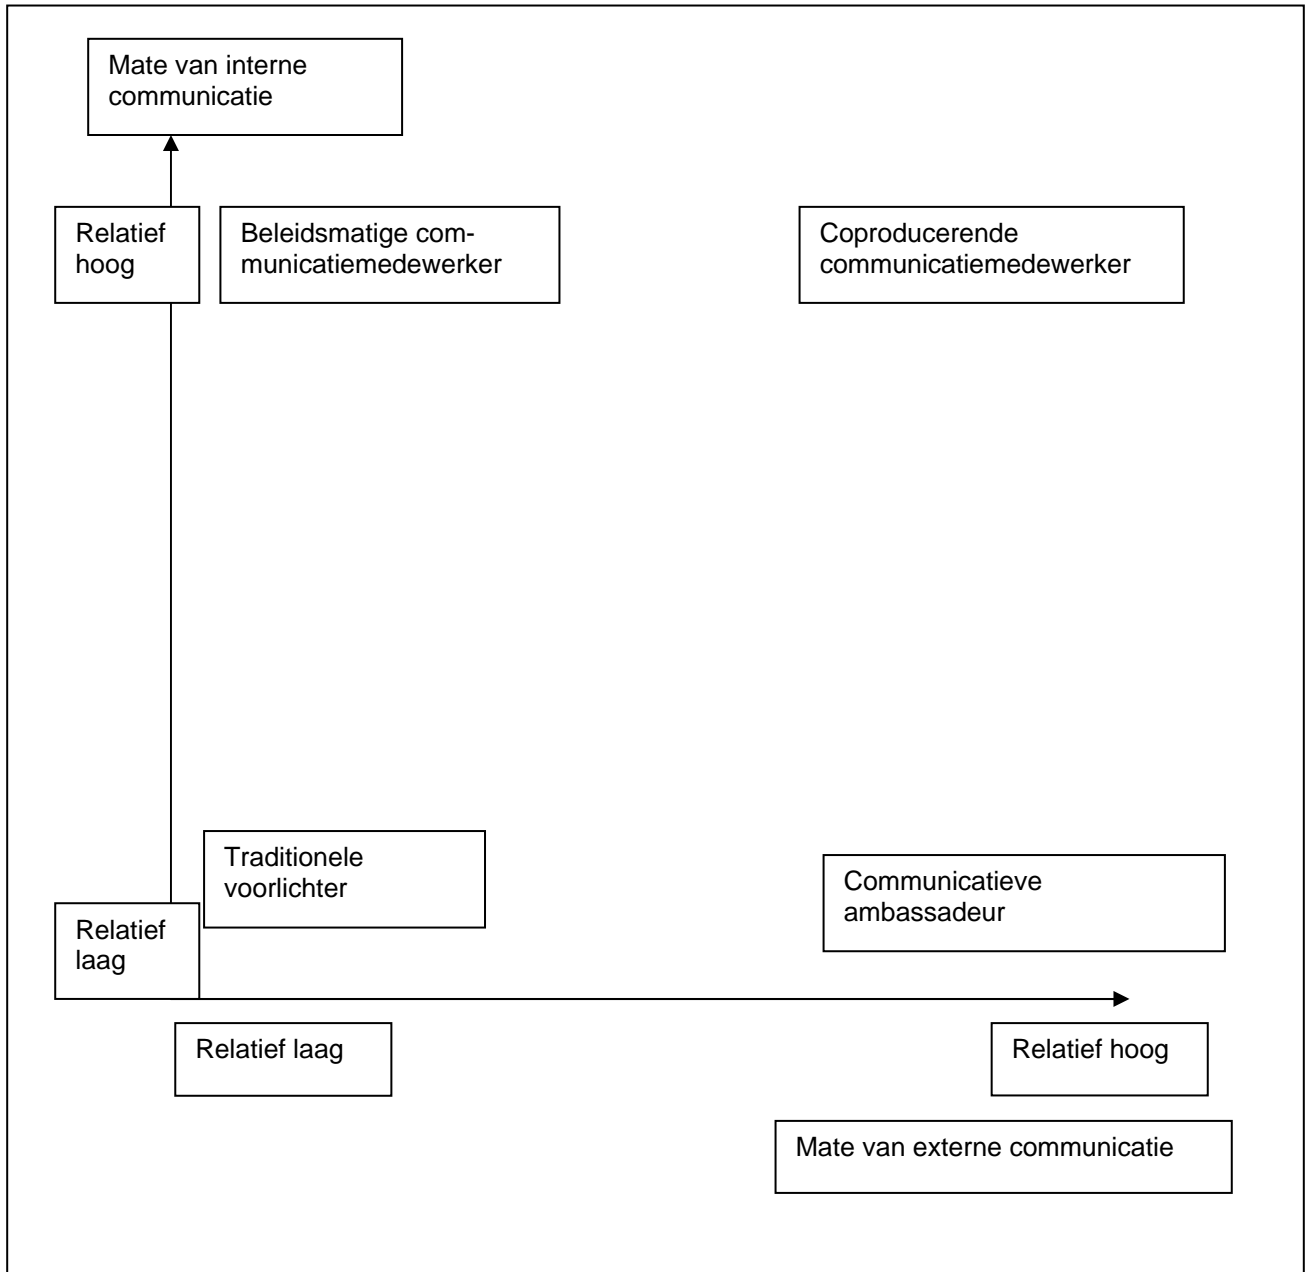 Mate van interne
communicatie
Relatief
hoog
Beleidsmatige com-
municatiemedewerker
Coproducerende
communicatiemedewerker
Traditionele
voorlichter
Communicatieve
ambassadeur
Relatief
laag
Relatief laag
Relatief hoog
Mate van externe communicatie